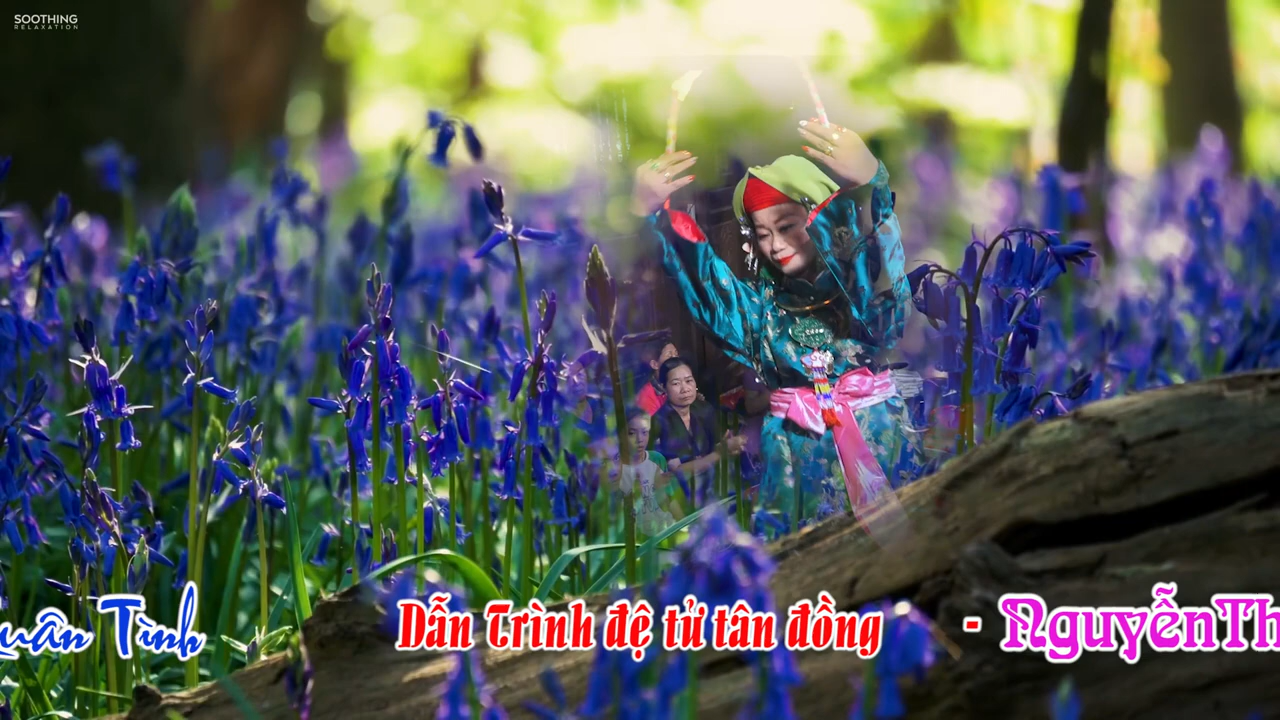 SOOTHING
RELAXATION
uân Tình Dẫn Trình đệ tử tân đồng - NguyễnTh